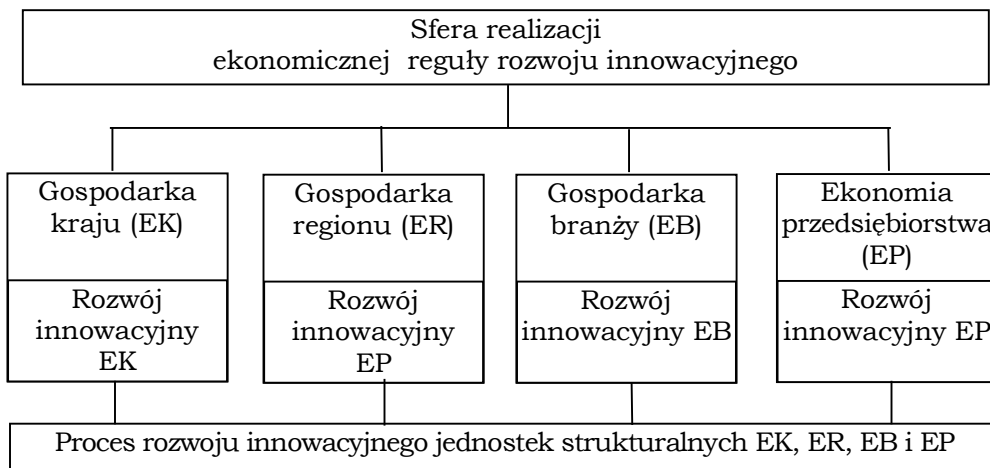 Sfera realizacji
ekonomicznej reguły rozwoju innowacyjnego
Gospodarka
kraju (EK)
Rozwój
innowacyjny
EK
Gospodarka
regionu (ER)
Rozwój
innowacyjny
EP
Gospodarka
branży (EB)
Rozwój
innowacyjny EB
Ekonomia
przedsiębiorstwa
(EP)
Rozwój
innowacyjny EP
Proces rozwoju innowacyjnego jednostek strukturalnych EK, ER, EB i EP